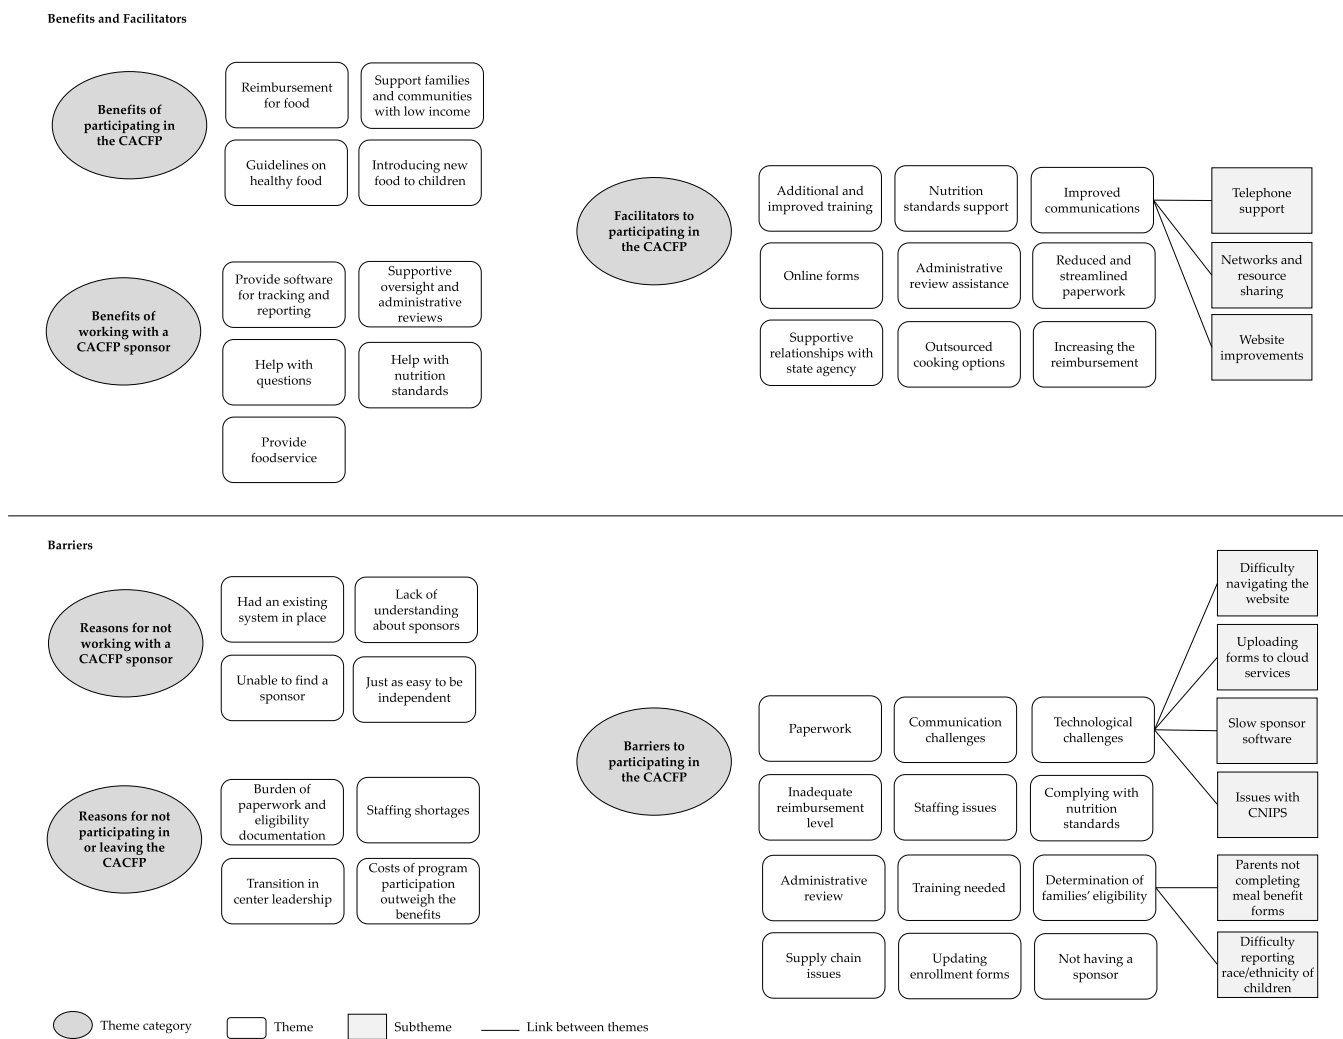 Benefits and Facilitators
Benefits of
participating in
the CACFP
Reimbursement
for food
Support families
and communities
with low income
Guidelines on
healthy food
Introducing new
food to children
Benefits of
working with a
CACFP sponsor
Provide software
for tracking and
reporting
Supportive
oversight and
administrative
reviews
Help with
questions
Help with
nutrition
standards
Provide
foodservice
Facilitators to
participating in
the CACFP
Additional and
improved training
Nutrition
standards support
Improved
communications
Online forms
Administrative
review assistance
Reduced and
streamlined
paperwork
Supportive
relationships with
state agency
Outsourced
cooking options
Increasing the
reimbursement
Telephone
support
Networks and
resource
sharing
Website
improvements
Barriers
Reasons for not
working with a
CACFP sponsor
Had an existing
system in place
Lack of
understanding
about sponsors
Unable to find a
sponsor
Just as easy to be
independent
Reasons for not
participating in
or leaving the
CACFP
Burden of
paperwork and
eligibility
documentation
Staffing shortages
Transition in
center leadership
Costs of program
participation
outweigh the
benefits
Barriers to
participating in
the CACFP
Paperwork
Communication
challenges
Technological
challenges
Inadequate
reimbursement
level
Staffing issues
Complying with
nutrition
standards
Administrative
review
Training needed
Determination of
families' eligibility
Supply chain
issues
Updating
enrollment forms
Not having a
sponsor
Difficulty
navigating the
website
Uploading
forms to cloud
services
Slow sponsor
software
Issues with
CNIPS
Parents not
completing
meal benefit
forms
Difficulty
reporting
race/ethnicity of
children
Theme category
Theme
Subtheme
Link between themes